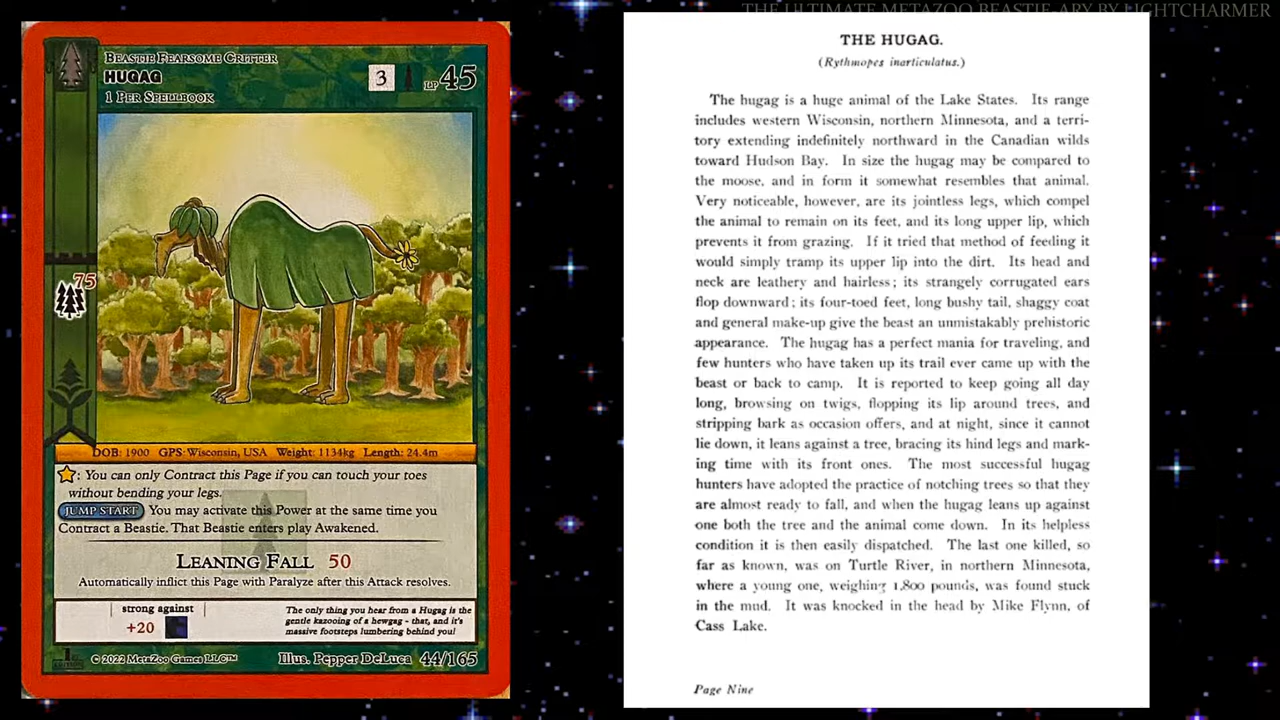 THE ULTIMATE METAZOO BEASTIE-ARY BY LIGHTCHARMER
BEASTIE FEARSOME CRITTER
HUGAG
1 PER SPELLBOOK
3
LP 45
75
DOB: 1900 GPS: Wisconsin, USA Weight: 1134kg Length: 24.4m
: You can only Contract this Page if you can touch your toes
without bending your legs.
JUMP START You may activate this Power at the same time you
Contract a Beastie. That Beastie enters play Awakened.
LEANING FALL 50
Automatically inflict this Page with Paralyze after this Attack resolves.
strong against
+20
The only thing you hear from a Hugag is the
gentle kazooing of a hewgag - that, and it's
massive footsteps lumbering behind you!
© 2022 MetaZoo Games LLC™
Illus. Pepper DeLuca 44/165
THE HUGAG.
(Rythmopes inarticulatus.)
The hugag is a huge animal of the Lake States. Its range
includes western Wisconsin, northern Minnesota, and a terri-
tory extending indefinitely northward in the Canadian wilds
toward Hudson Bay. In size the hugag may be compared to
the moose, and in form it somewhat resembles that animal.
Very noticeable, however, are its jointless legs, which compel
the animal to remain on its feet, and its long upper lip, which
prevents it from grazing. If it tried that method of feeding it
would simply tramp its upper lip into the dirt. Its head and
neck are leathery and hairless; its strangely corrugated ears
flop downward; its four-toed feet, long bushy tail, shaggy coat
and general make-up give the beast an unmistakably prehistoric
appearance. The hugag has a perfect mania for traveling, and
few hunters who have taken up its trail ever came up with the
beast or back to camp. It is reported to keep going all day
long, browsing on twigs, flopping its lip around trees, and
stripping bark as occasion offers, and at night, since it cannot
lie down, it leans against a tree, bracing its hind legs and mark-
ing time with its front ones. The most successful hugag
hunters have adopted the practice of notching trees so that they
are almost ready to fall, and when the hugag leans up against
one both the tree and the animal come down. In its helpless
condition it is then easily dispatched. The last one killed, so
far as known, was on Turtle River, in northern Minnesota,
where a young one, weighing 1,800 pounds, was found stuck
in the mud. It was knocked in the head by Mike Flynn, of
Cass Lake.
Page Nine